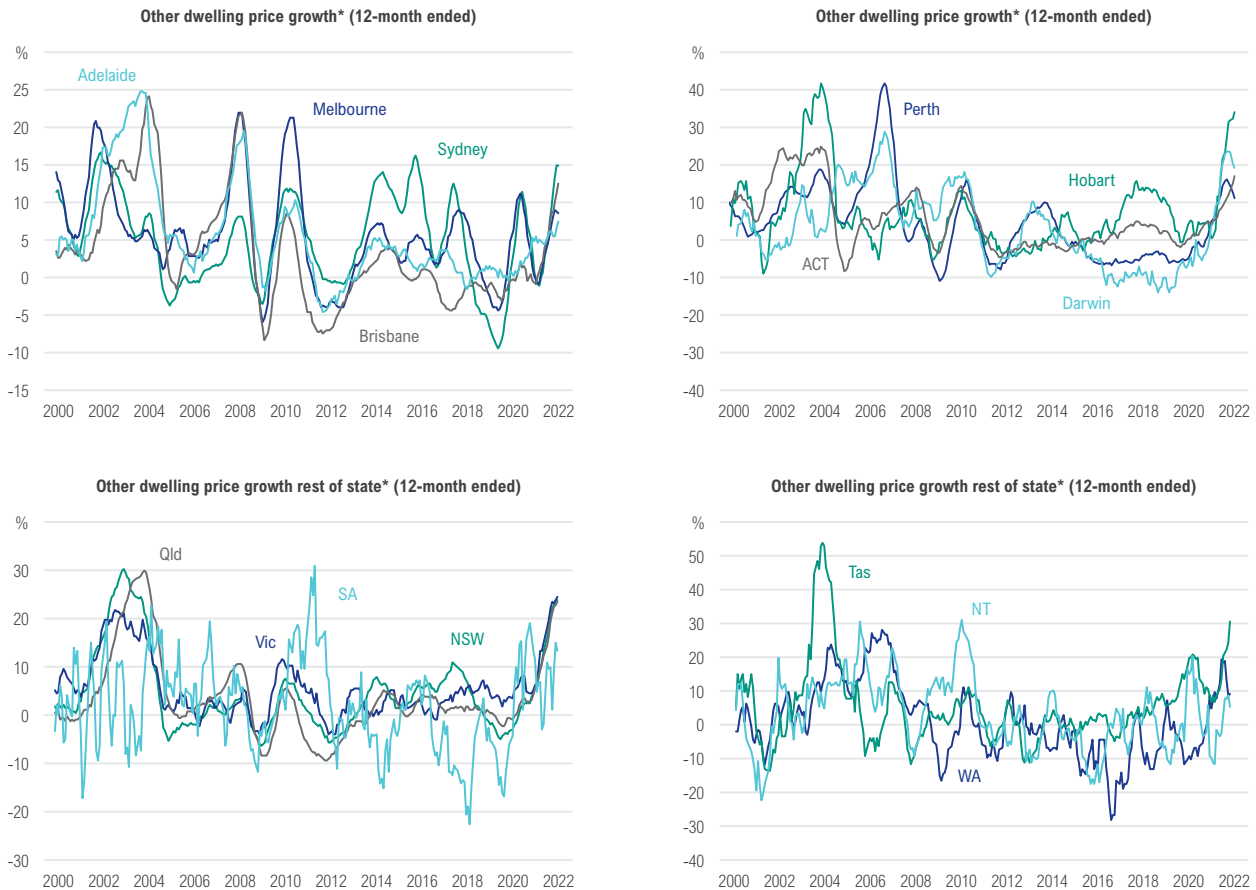 Other dwelling price growth* (12-month ended)
%
25
20
15
10
5
0
-5
-10
-15
Adelaide
Melbourne
Sydney
Brisbane
2000 2002 2004 2006 2008 2010 2012 2014 2016 2018 2020 2022
Other dwelling price growth* (12-month ended)
%
40
30
20
10
0
-10
-20
-30
-40
Perth
Hobart
ACT
Darwin
2000 2002 2004 2006 2008 2010 2012 2014 2016 2018 2020 2022
Other dwelling price growth rest of state* (12-month ended)
%
30
20
10
0
-10
-20
-30
Qld
SA
Vic
NSW
2000 2002 2004 2006 2008 2010 2012 2014 2016 2018 2020 2022
Other dwelling price growth rest of state* (12-month ended)
%
50
40
30
20
10
0
-10
-20
-30
-40
Tas
NT
WA
2000 2002 2004 2006 2008 2010 2012 2014 2016 2018 2020 2022